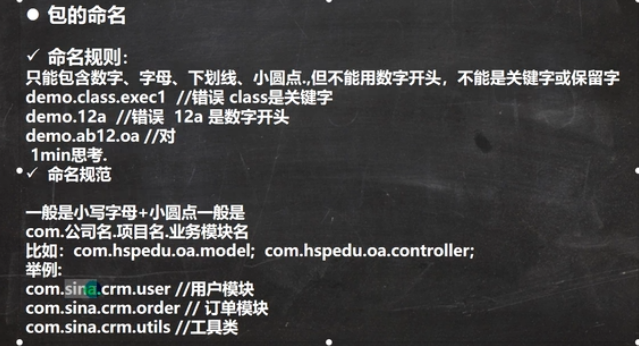 ● 包的命名
✓ 命名规则：
只能包含数字、字母、下划线、小圆点.,但不能用数字开头，不能是关键字或保留字
demo.class.exec1 //错误 class是关键字
demo.12a //错误 12a 是数字开头
demo.ab12.oa //对
1min思考.
✓ 命名规范
一般是小写字母+小圆点一般是
com.公司名.项目名.业务模块名
比如：com.hspedu.oa.model; com.hspedu.oa.controller;
举例:
com.sina.crm.user //用户模块
com.sina.crm.order // 订单模块
com.sina.crm.utils //工具类